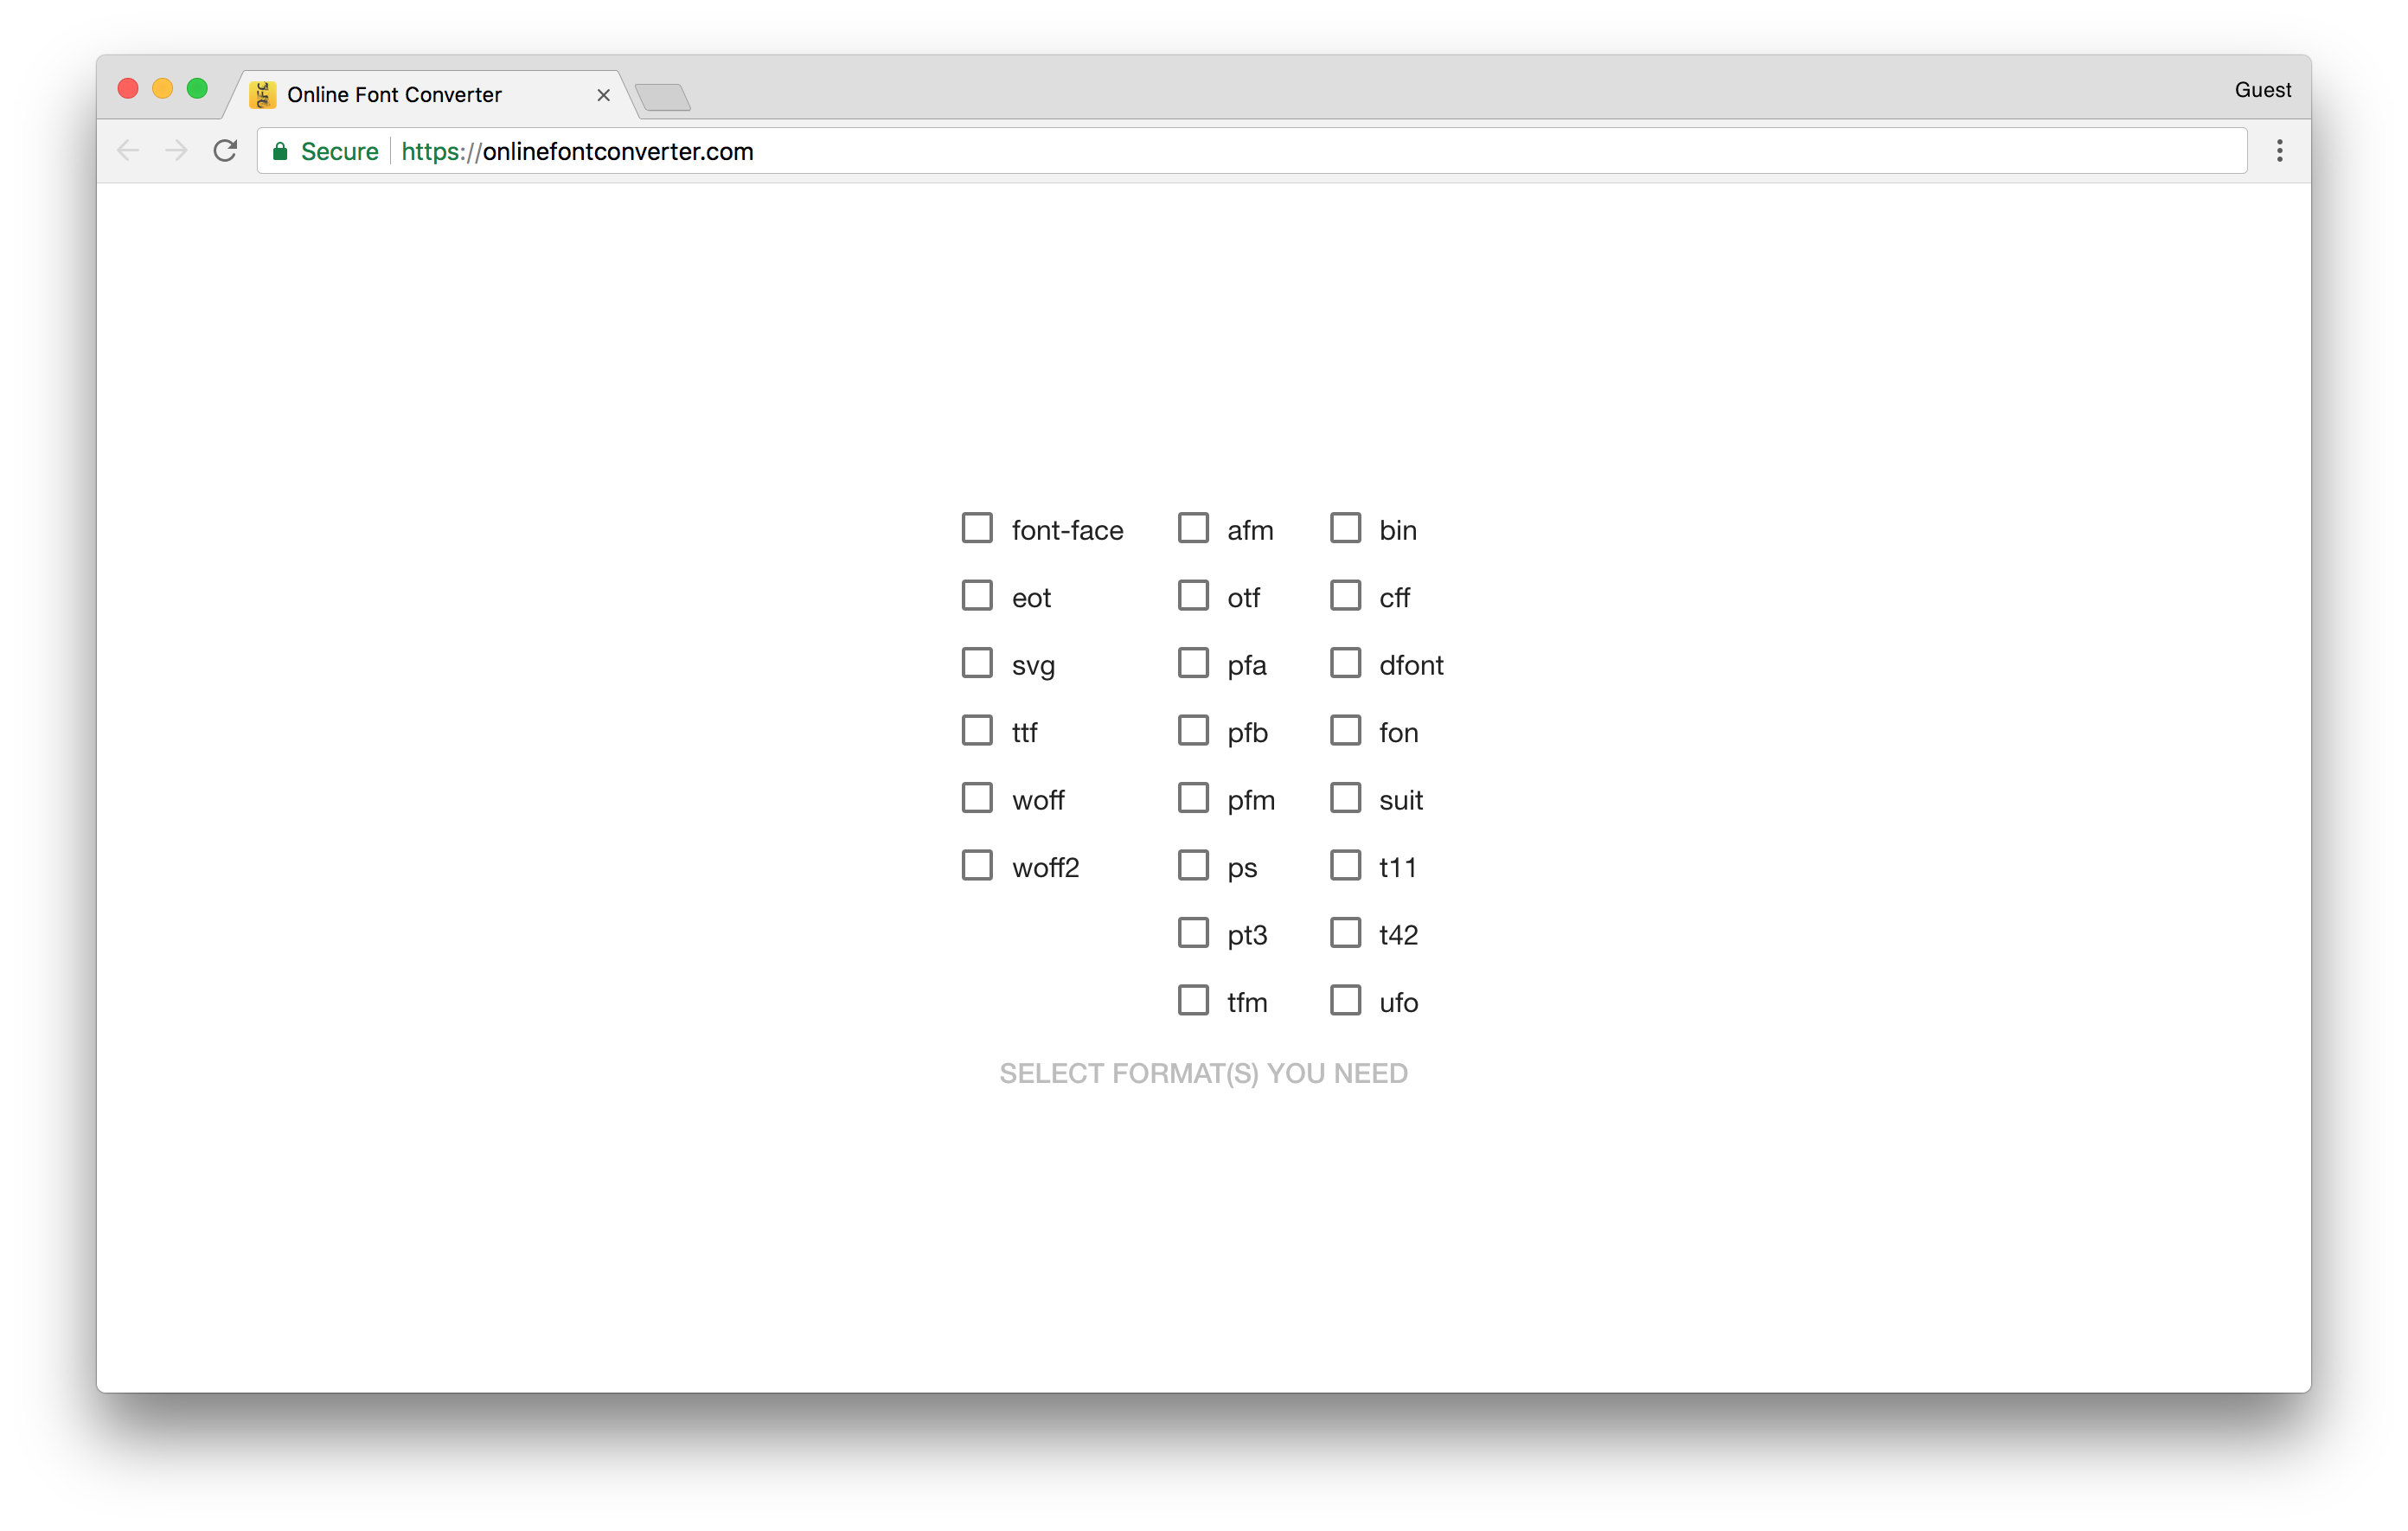 Online Font Converter
Guest
Secure https://onlinefontconverter.com
font-face afm bin
eot otf cff
svg pfa dfont
ttf pfb fon
woff pfm suit
woff2 ps t11
pt3 t42
tfm ufo
SELECT FORMAT(S) YOU NEED